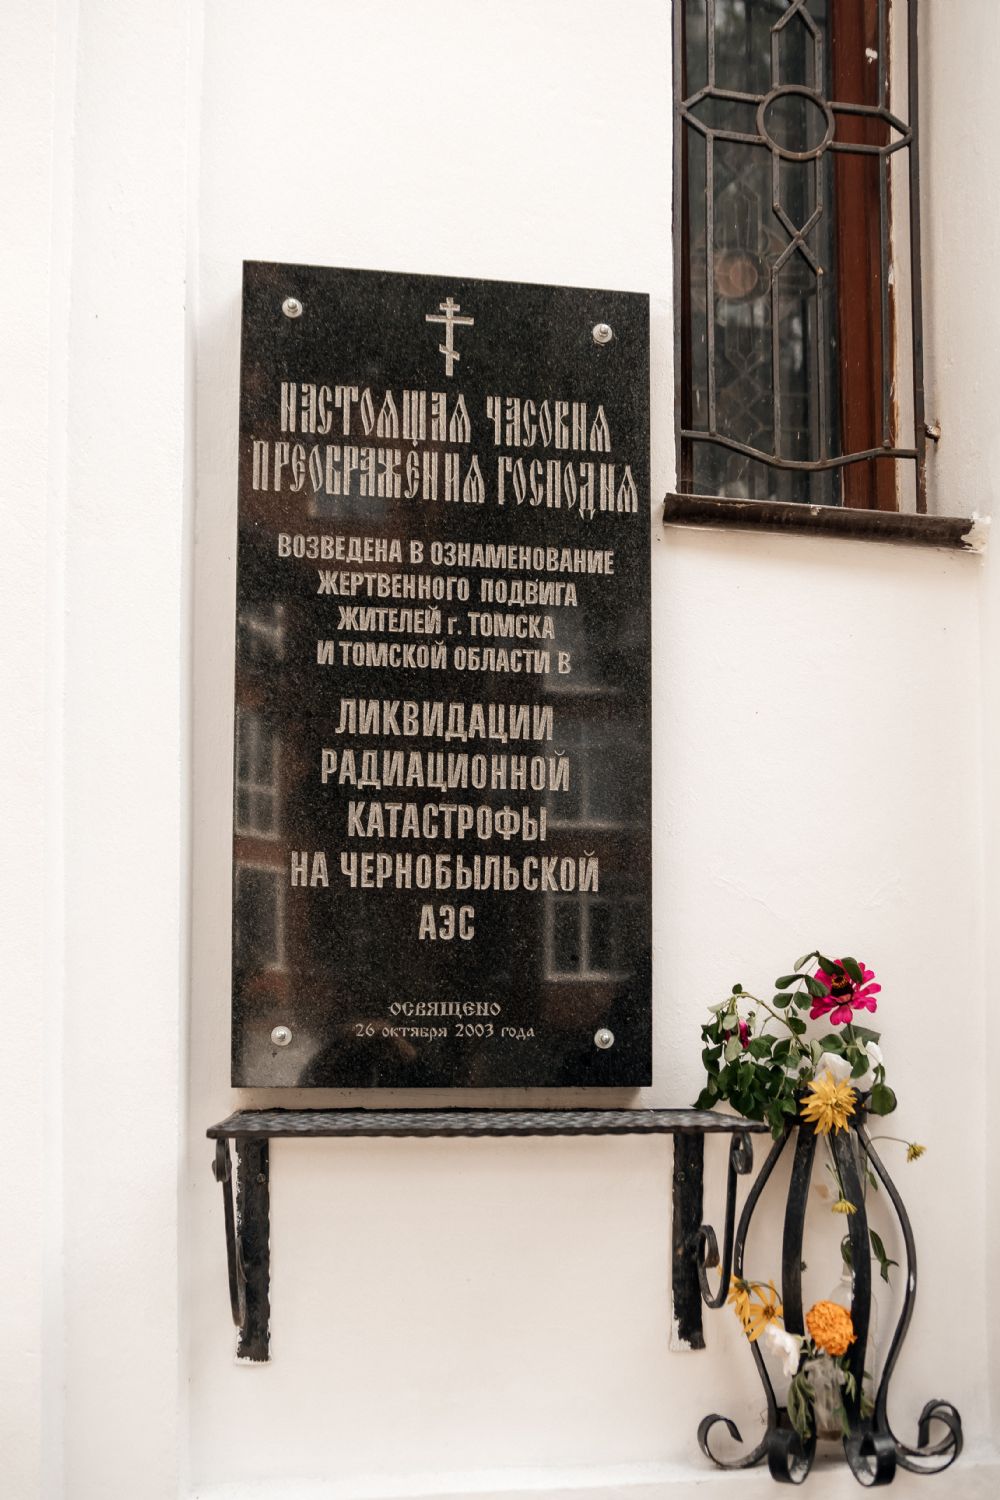 НАСТОЯЩАЯ ЧАСОВНЯ
ПРЕОБРАЖЕНИЯ ГОСПОДНЯ
ВОЗВЕДЕНА В ОЗНАМЕНОВАНИЕ
ЖЕРТВЕННОГО ПОДВИГА
ЖИТЕЛЕЙ г. ТОМСКА
И ТОМСКОЙ ОБЛАСТИ В
ЛИКВИДАЦИИ
РАДИАЦИОННОЙ
КАТАСТРОФЫ
НА ЧЕРНОБЫЛЬСКОЙ
АЭС
ОСВЯЩЕНО
26 октября 2003 года